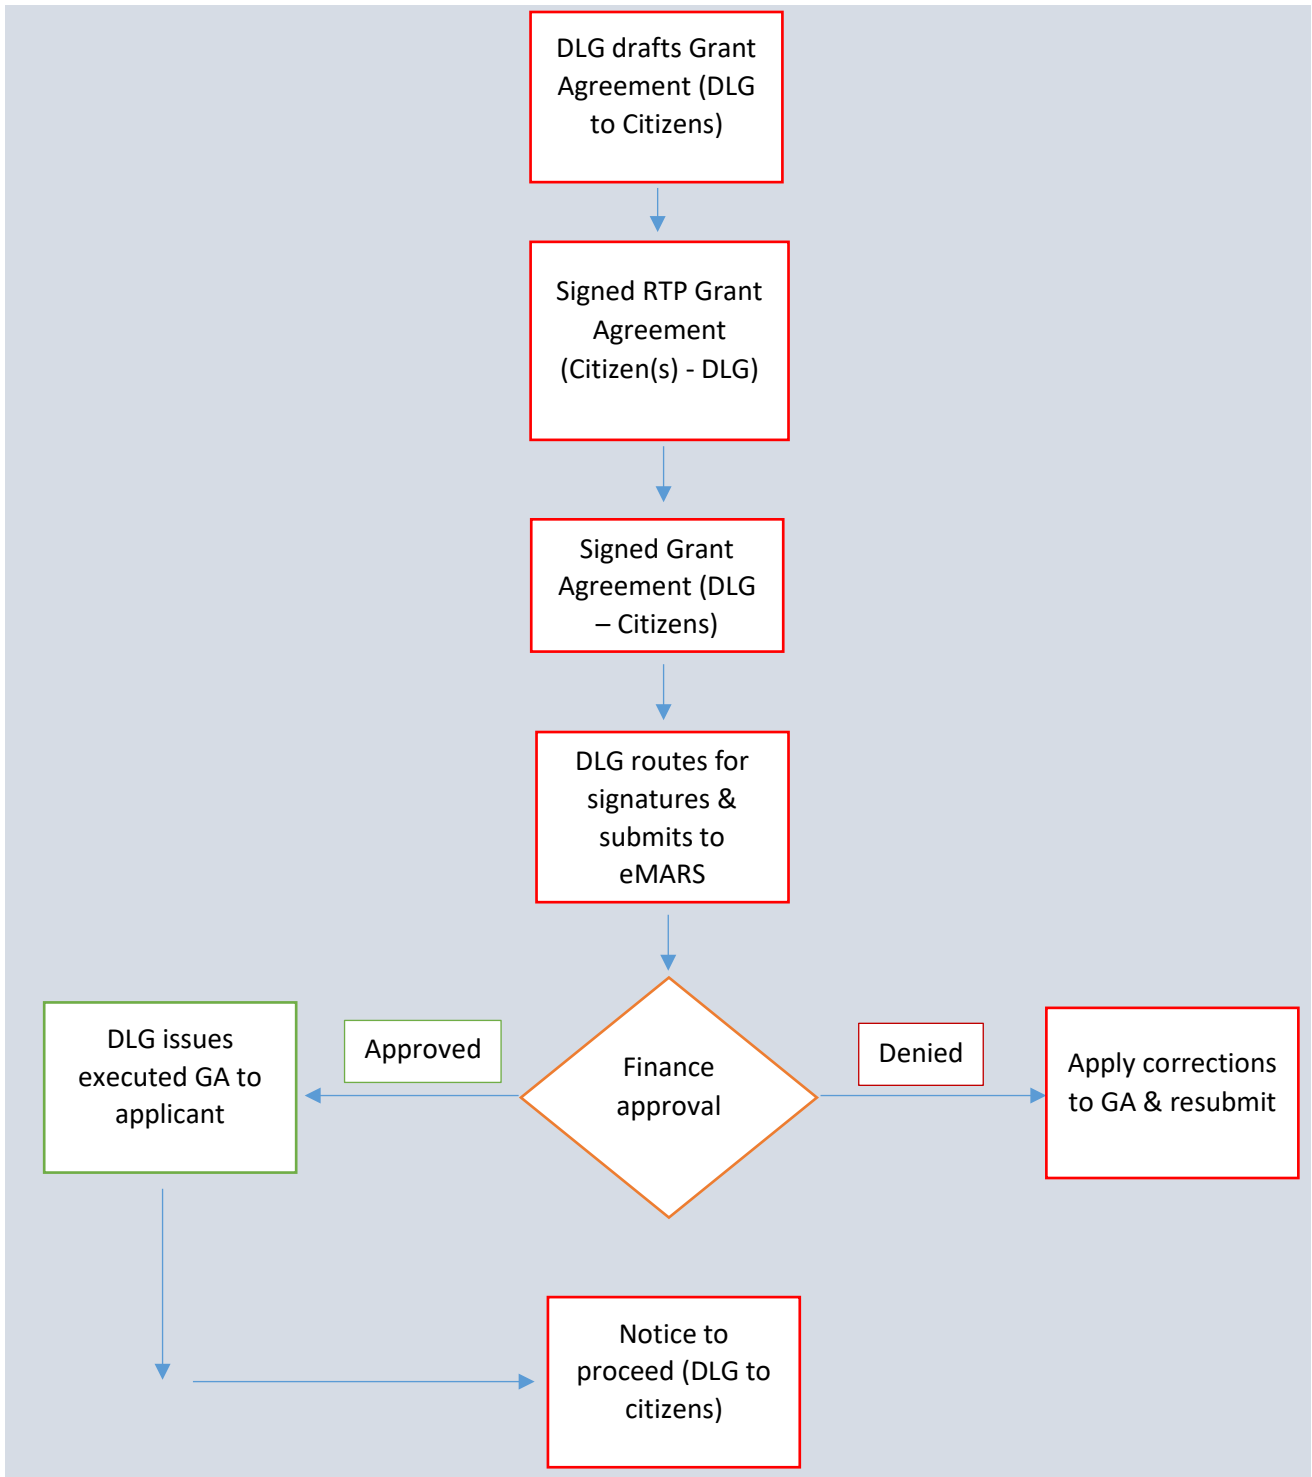 DLG drafts Grant
Agreement (DLG
to Citizens)
Signed RTP Grant
Agreement
(Citizen(s) - DLG)
Signed Grant
Agreement (DLG
– Citizens)
DLG routes for
signatures &
submits to
eMARS
DLG issues
executed GA to
applicant
Approved
Finance
approval
Denied
Apply corrections
to GA & resubmit
Notice to
proceed (DLG to
citizens)